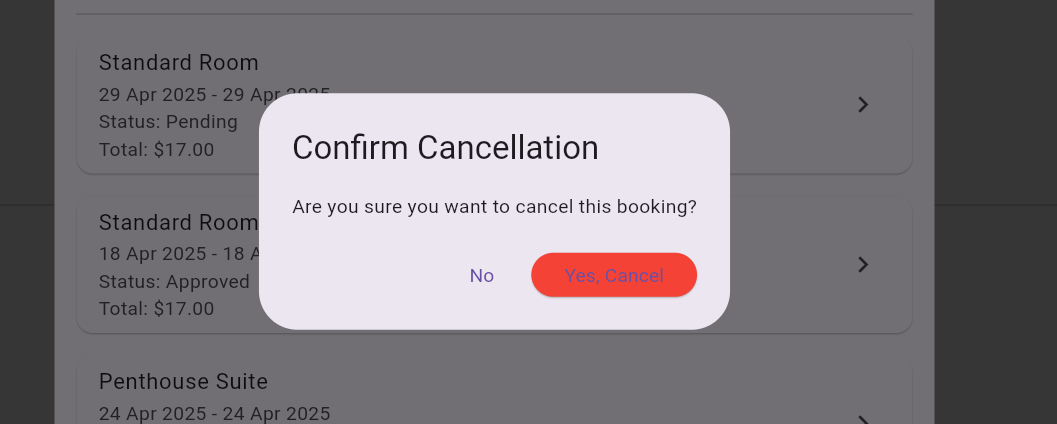 Standard Room
29 Apr 2025 - 29 Apr 2025
Status: Pending
Total: $17.00
Confirm Cancellation
Are you sure you want to cancel this booking?
No
Yes, Cancel
Standard Room
18 Apr 2025 - 18 A
Status: Approved
Total: $17.00
Penthouse Suite
24 Apr 2025 - 24 Apr 2025